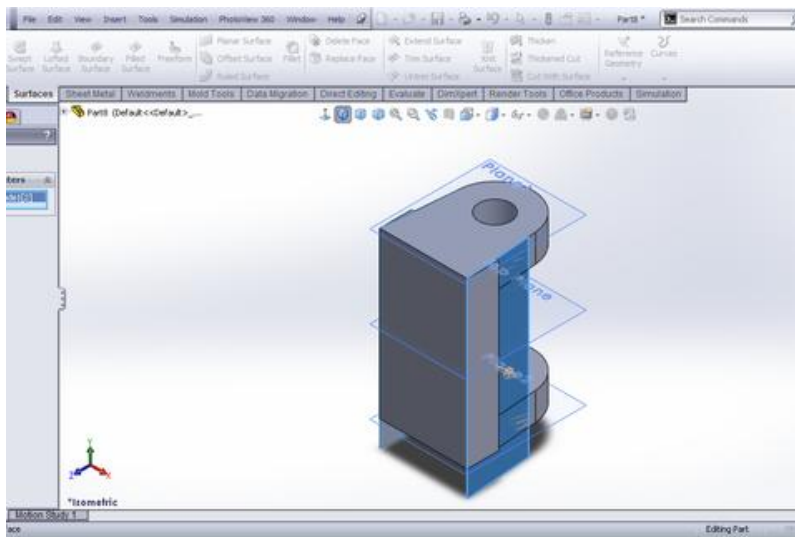 File Edit View Insert Tools Simulation PhotoView 360 Window Help Part8 * Search Commands
Swept Surface Lofted Surface Boundary Surface Filled Surface Freeform Planar Surface Offset Surface Ruled Surface Fillet Delete Face Replace Face Extend Surface Trim Surface Untrim Surface Knit Surface Thicken Thickened Cut Cut With Surface Reference Geometry Curves
Surfaces Sheet Metal Weldments Mold Tools Data Migration Direct Editing Evaluate DimXpert Render Tools Office Products Simulation
Part8 (Default<<Default>_...
ters
Plane
Plane
Y
Z X
*Isometric
Motion Study 1
ace Editing Part